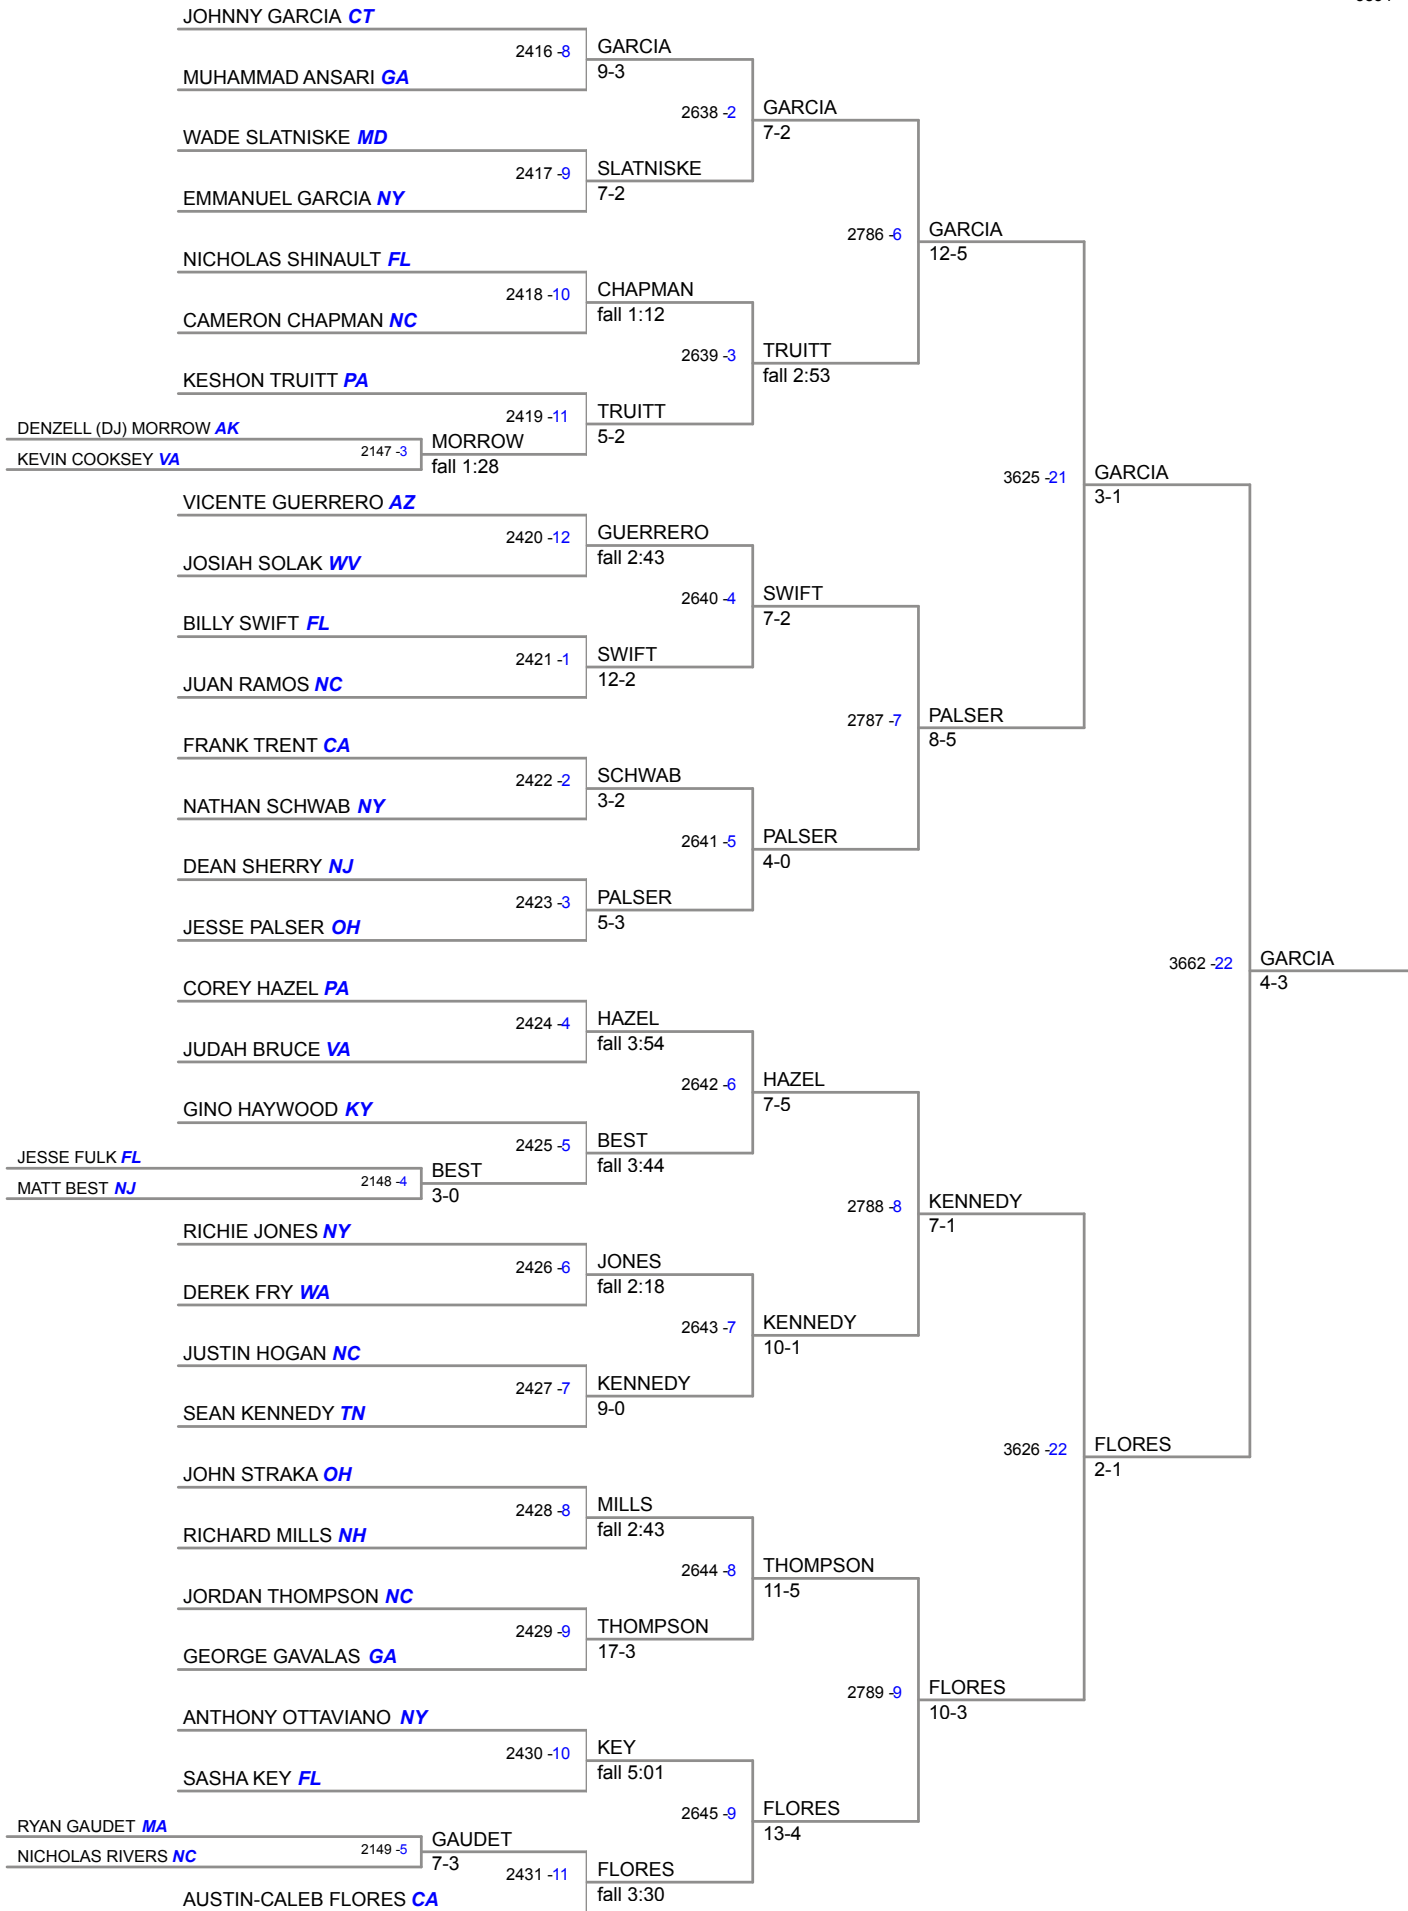 JOHNNY GARCIA CT
2416 -8
GARCIA
9-3
MUHAMMAD ANSARI GA
2638 -2
GARCIA
7-2
WADE SLATNISKE MD
2417 -9
SLATNISKE
7-2
EMMANUEL GARCIA NY
2786 -6
GARCIA
12-5
NICHOLAS SHINAULT FL
2418 -10
CHAPMAN
fall 1:12
CAMERON CHAPMAN NC
2639 -3
TRUITT
fall 2:53
KESHON TRUITT PA
2419 -11
TRUITT
5-2
DENZELL (DJ) MORROW AK
2147 -3
MORROW
fall 1:28
KEVIN COOKSEY VA
3625 -21
GARCIA
3-1
VICENTE GUERRERO AZ
2420 -12
GUERRERO
fall 2:43
JOSIAH SOLAK WV
2640 -4
SWIFT
7-2
BILLY SWIFT FL
2421 -1
SWIFT
12-2
JUAN RAMOS NC
2787 -7
PALSER
8-5
FRANK TRENT CA
2422 -2
SCHWAB
3-2
NATHAN SCHWAB NY
2641 -5
PALSER
4-0
DEAN SHERRY NJ
2423 -3
PALSER
5-3
JESSE PALSER OH
3662 -22
GARCIA
4-3
COREY HAZEL PA
2424 -4
HAZEL
fall 3:54
JUDAH BRUCE VA
2642 -6
HAZEL
7-5
GINO HAYWOOD KY
2425 -5
BEST
fall 3:44
JESSE FULK FL
2148 -4
BEST
3-0
MATT BEST NJ
2788 -8
KENNEDY
7-1
RICHIE JONES NY
2426 -6
JONES
fall 2:18
DEREK FRY WA
2643 -7
KENNEDY
10-1
JUSTIN HOGAN NC
2427 -7
KENNEDY
9-0
SEAN KENNEDY TN
3626 -22
FLORES
2-1
JOHN STRAKA OH
2428 -8
MILLS
fall 2:43
RICHARD MILLS NH
2644 -8
THOMPSON
11-5
JORDAN THOMPSON NC
2429 -9
THOMPSON
17-3
GEORGE GAVALAS GA
2789 -9
FLORES
10-3
ANTHONY OTTAVIANO NY
2430 -10
KEY
fall 5:01
SASHA KEY FL
2645 -9
FLORES
13-4
RYAN GAUDET MA
2149 -5
GAUDET
7-3
NICHOLAS RIVERS NC
2431 -11
FLORES
fall 3:30
AUSTIN-CALEB FLORES CA